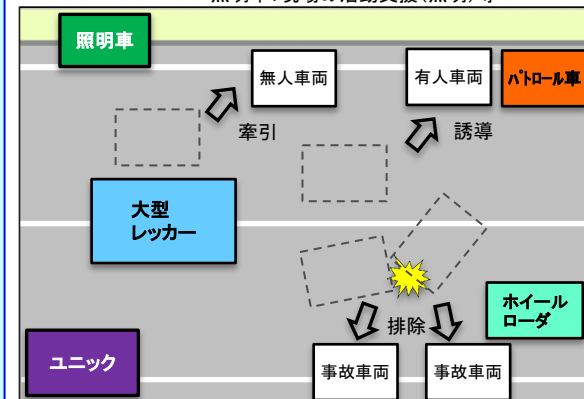 照明車
無人車両
有人車両
パトロール車
牽引
誘導
大型
レッカー
ホイール
ローダ
排除
ユニック
事故車両
事故車両